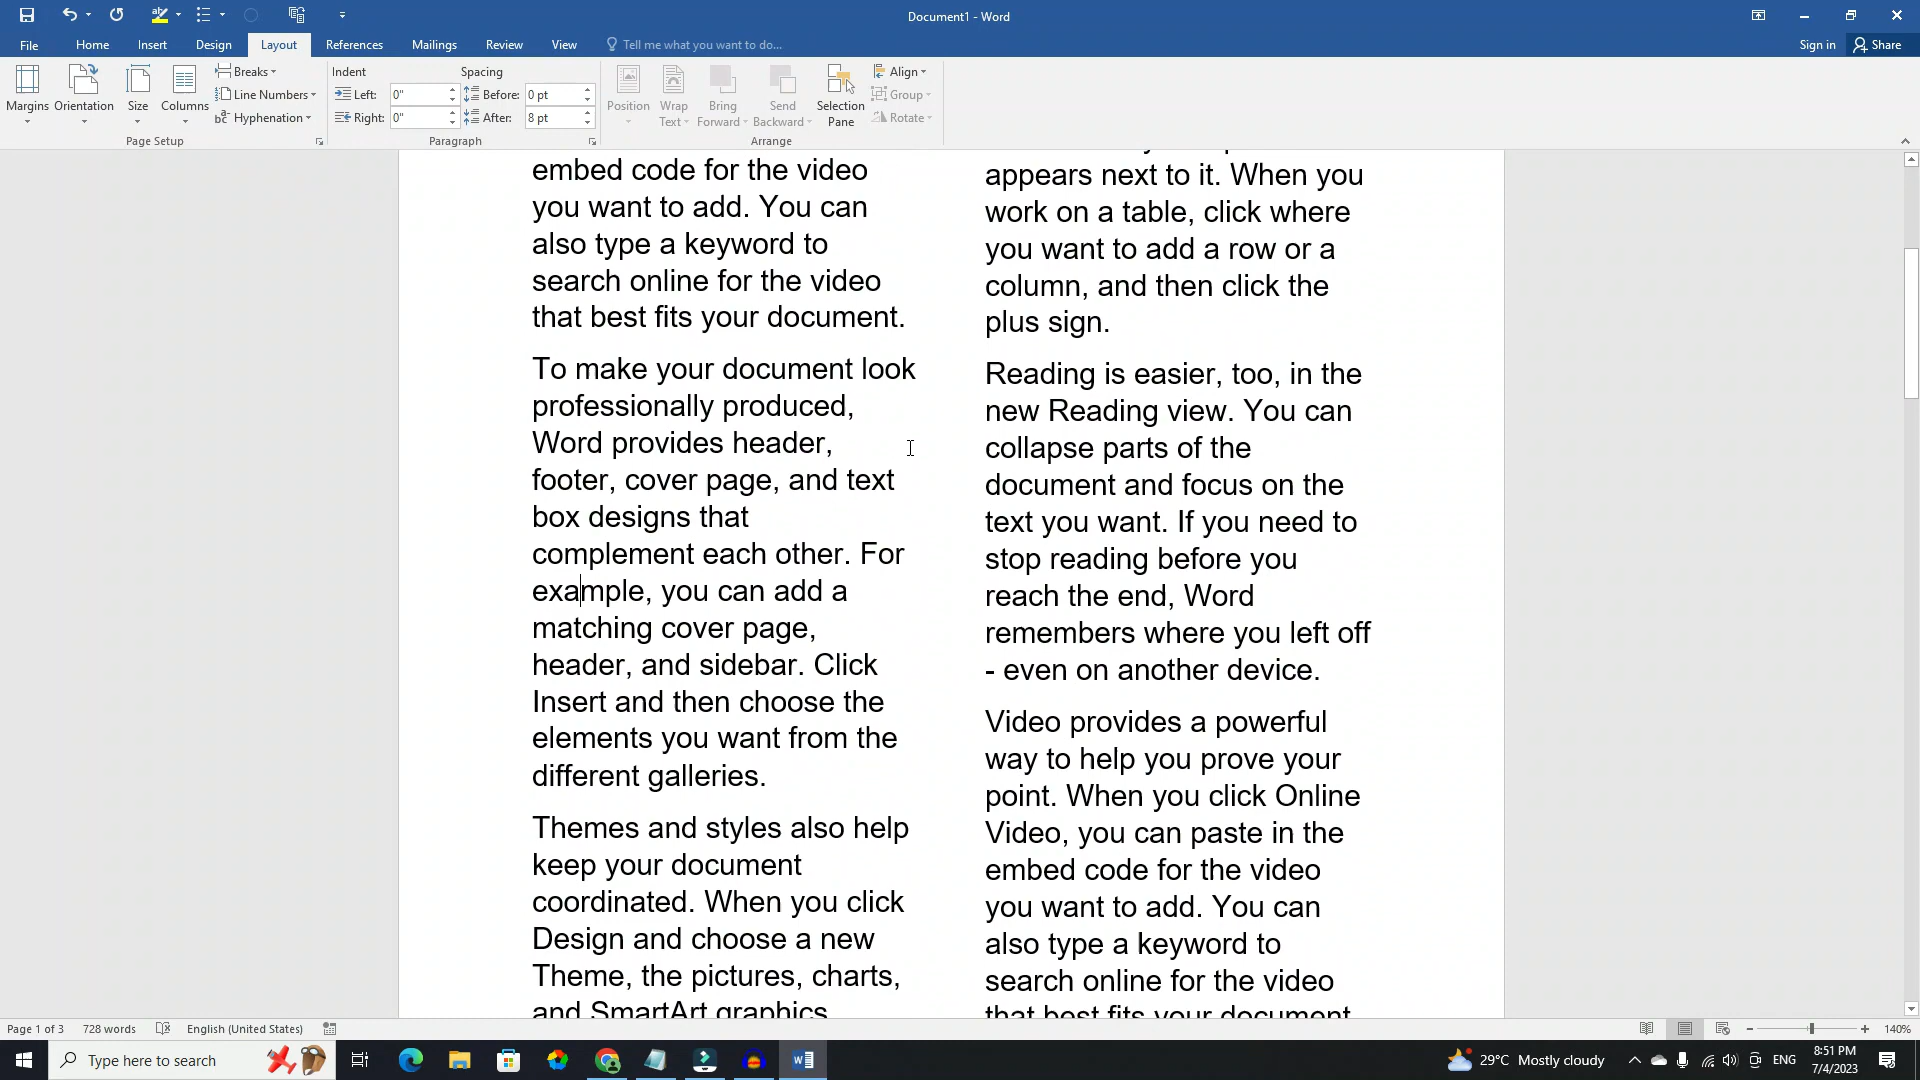 Document1 - Word
File Home Insert Design Layout References Mailings Review View Tell me what you want to do... Sign in Share
Margins Orientation Size Columns
Breaks
Line Numbers
Hyphenation
Page Setup
Indent
Left: 0"
Right: 0"
Spacing
Before: 0 pt
After: 8 pt
Paragraph
Position
Wrap Text
Bring Forward
Send Backward
Selection Pane
Align
Group
Rotate
Arrange
embed code for the video
you want to add. You can
also type a keyword to
search online for the video
that best fits your document.
To make your document look
professionally produced,
Word provides header,
footer, cover page, and text
box designs that
complement each other. For
example, you can add a
matching cover page,
header, and sidebar. Click
Insert and then choose the
elements you want from the
different galleries.
Themes and styles also help
keep your document
coordinated. When you click
Design and choose a new
Theme, the pictures, charts,
and SmartArt graphics
appears next to it. When you
work on a table, click where
you want to add a row or a
column, and then click the
plus sign.
Reading is easier, too, in the
new Reading view. You can
collapse parts of the
document and focus on the
text you want. If you need to
stop reading before you
reach the end, Word
remembers where you left off
- even on another device.
Video provides a powerful
way to help you prove your
point. When you click Online
Video, you can paste in the
embed code for the video
you want to add. You can
also type a keyword to
search online for the video
that best fits your document
Page 1 of 3 728 words English (United States) 140%
Type here to search
29°C Mostly cloudy
ENG
8:51 PM
7/4/2023